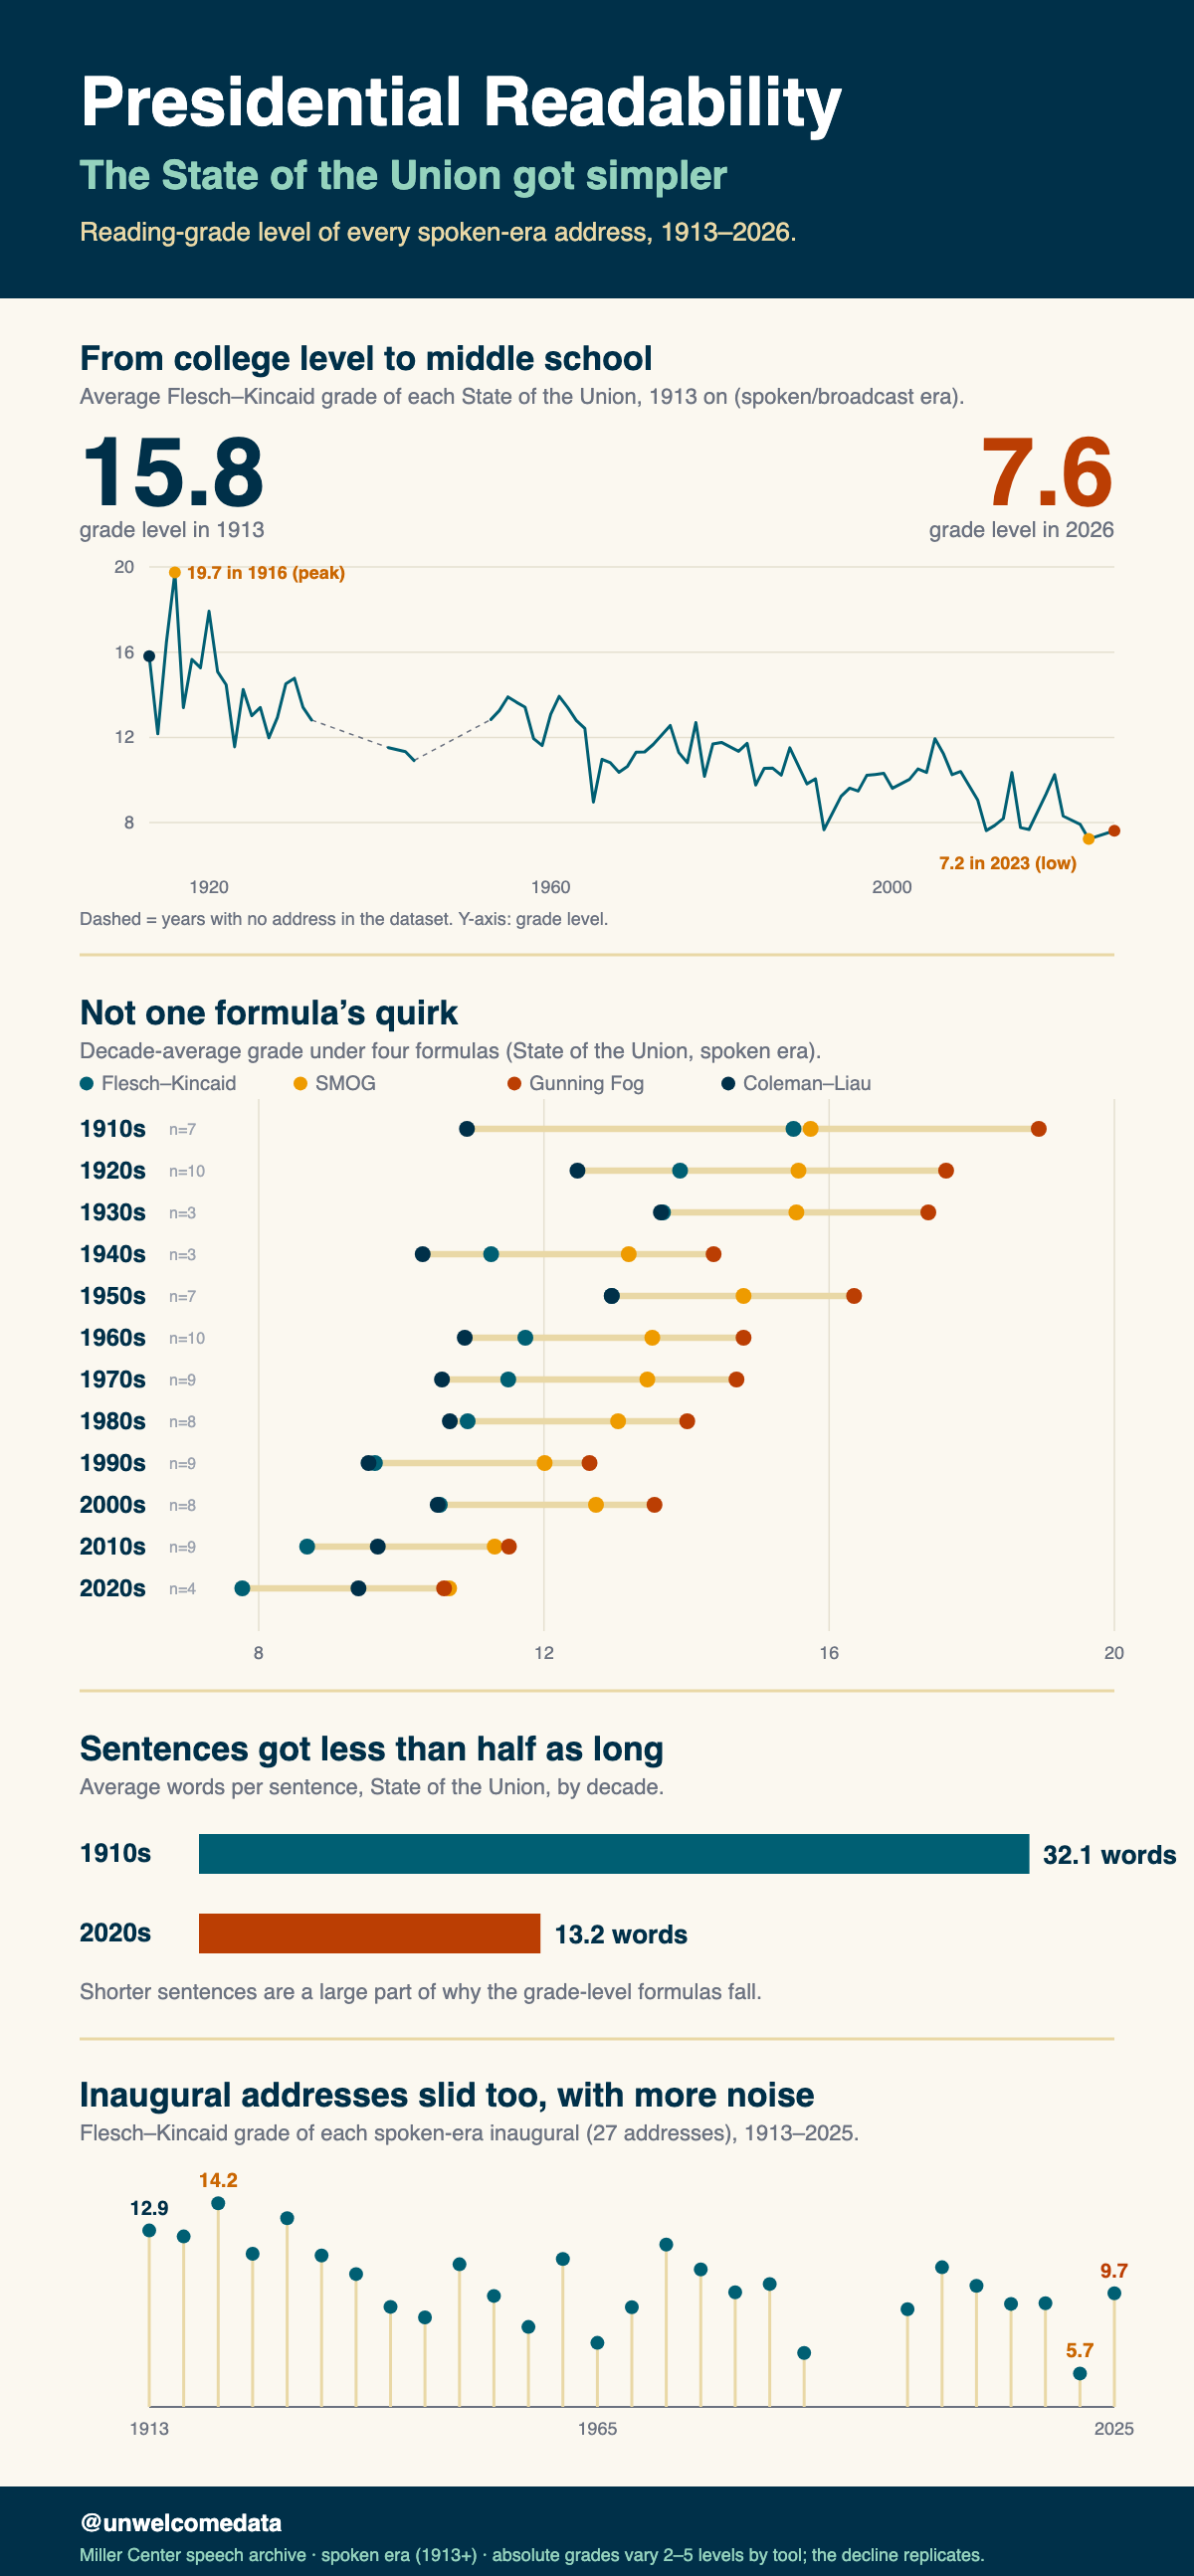 Presidential Readability
The State of the Union got simpler
Reading-grade level of every spoken-era address, 1913–2026.
From college level to middle school
Average Flesch–Kincaid grade of each State of the Union, 1913 on (spoken/broadcast era).
15.8
7.6
grade level in 1913
grade level in 2026
20
19.7 in 1916 (peak)
16
12
8
7.2 in 2023 (low)
1920
1960
2000
Dashed = years with no address in the dataset. Y-axis: grade level.
Not one formula’s quirk
Decade-average grade under four formulas (State of the Union, spoken era).
Flesch–Kincaid
SMOG
Gunning Fog
Coleman–Liau
1910s n=7
1920s n=10
1930s n=3
1940s n=3
1950s n=7
1960s n=10
1970s n=9
1980s n=8
1990s n=9
2000s n=8
2010s n=9
2020s n=4
8
12
16
20
Sentences got less than half as long
Average words per sentence, State of the Union, by decade.
1910s
32.1 words
2020s
13.2 words
Shorter sentences are a large part of why the grade-level formulas fall.
Inaugural addresses slid too, with more noise
Flesch–Kincaid grade of each spoken-era inaugural (27 addresses), 1913–2025.
12.9
14.2
5.7
9.7
1913
1965
2025
@unwelcomedata
Miller Center speech archive · spoken era (1913+) · absolute grades vary 2–5 levels by tool; the decline replicates.